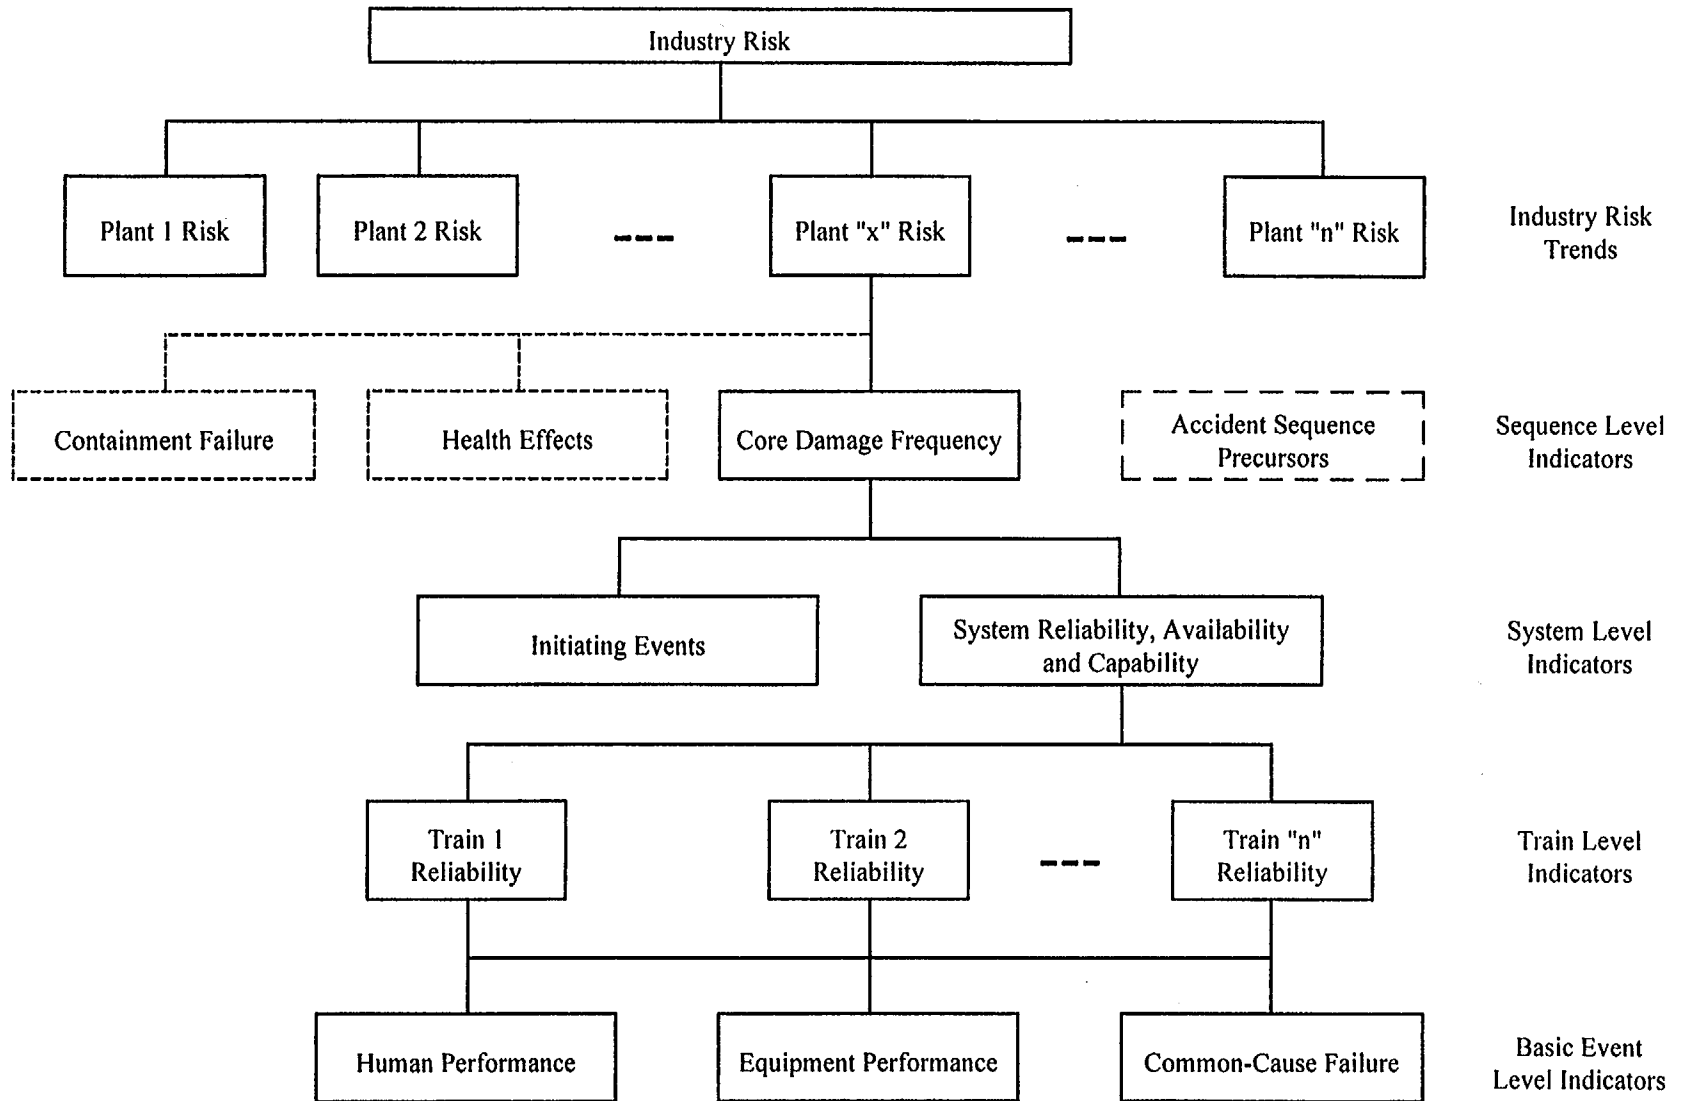 Industry Risk
Plant 1 Risk
Plant 2 Risk
Plant "x" Risk
Plant "n" Risk
Industry Risk
Trends
Containment Failure
Health Effects
Core Damage Frequency
Accident Sequence
Precursors
Sequence Level
Indicators
Initiating Events
System Reliability, Availability
and Capability
System Level
Indicators
Train 1
Reliability
Train 2
Reliability
Train "n"
Reliability
Train Level
Indicators
Human Performance
Equipment Performance
Common-Cause Failure
Basic Event
Level Indicators